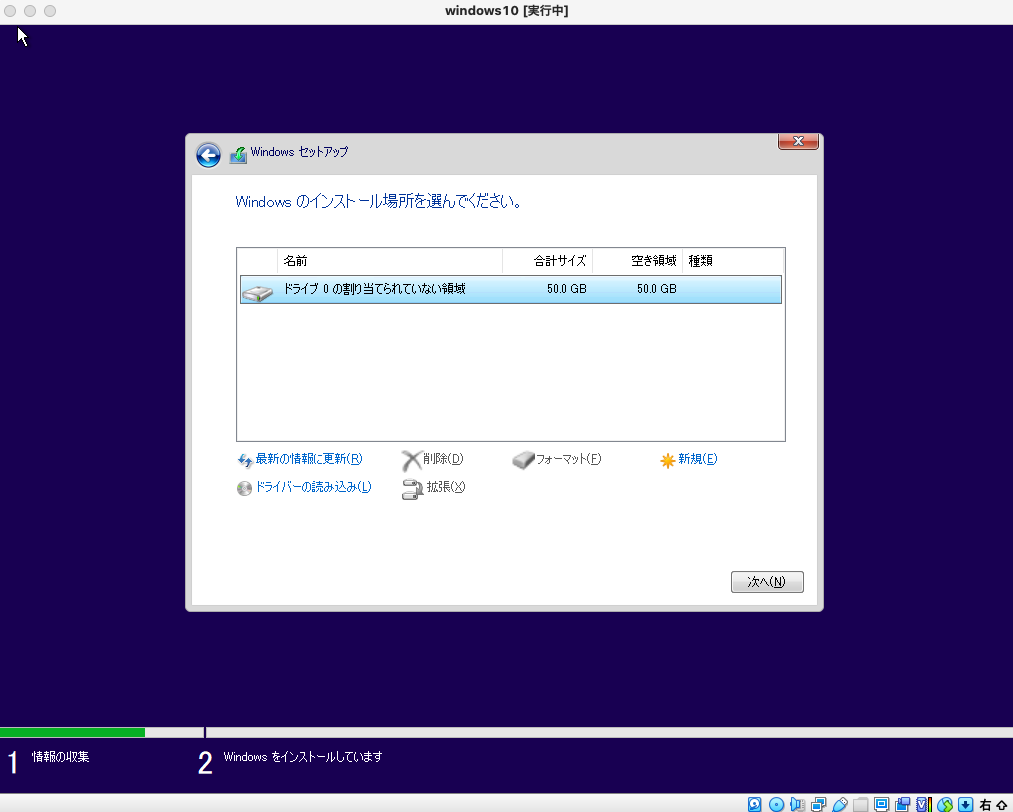 windows10 [実行中]
Windows セットアップ
Windows のインストール場所を選んでください。
名前 合計サイズ 空き領域 種類
ドライブ 0 の割り当てられていない領域 50.0 GB 50.0 GB
最新の情報に更新(R) 削除(D) フォーマット(F) 新規(E)
ドライバーの読み込み(L) 拡張(X)
次へ(N)
1 情報の収集 2 Windows をインストールしています
右